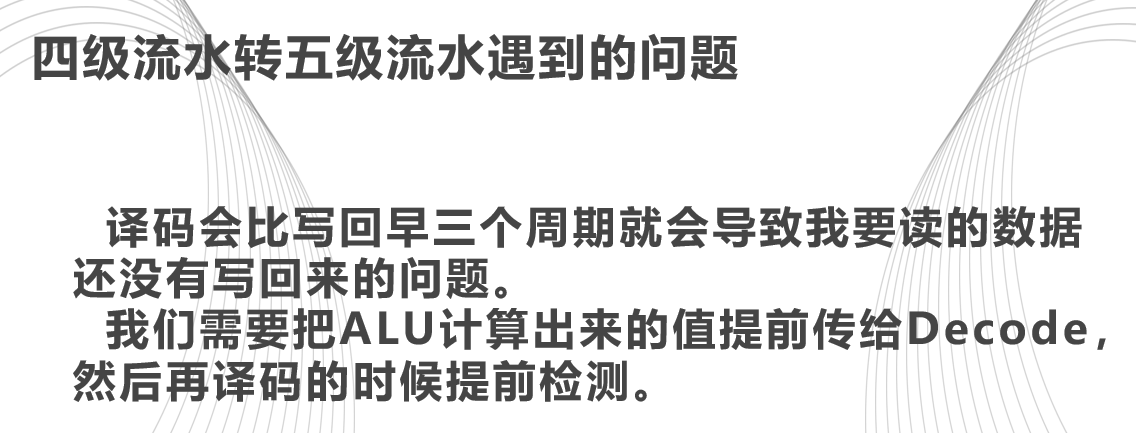 四级流水转五级流水遇到的问题
译码会比写回早三个周期就会导致我要读的数据
还没有写回来的问题。
我们需要把ALU计算出来的值提前传给Decode，
然后再译码的时候提前检测。